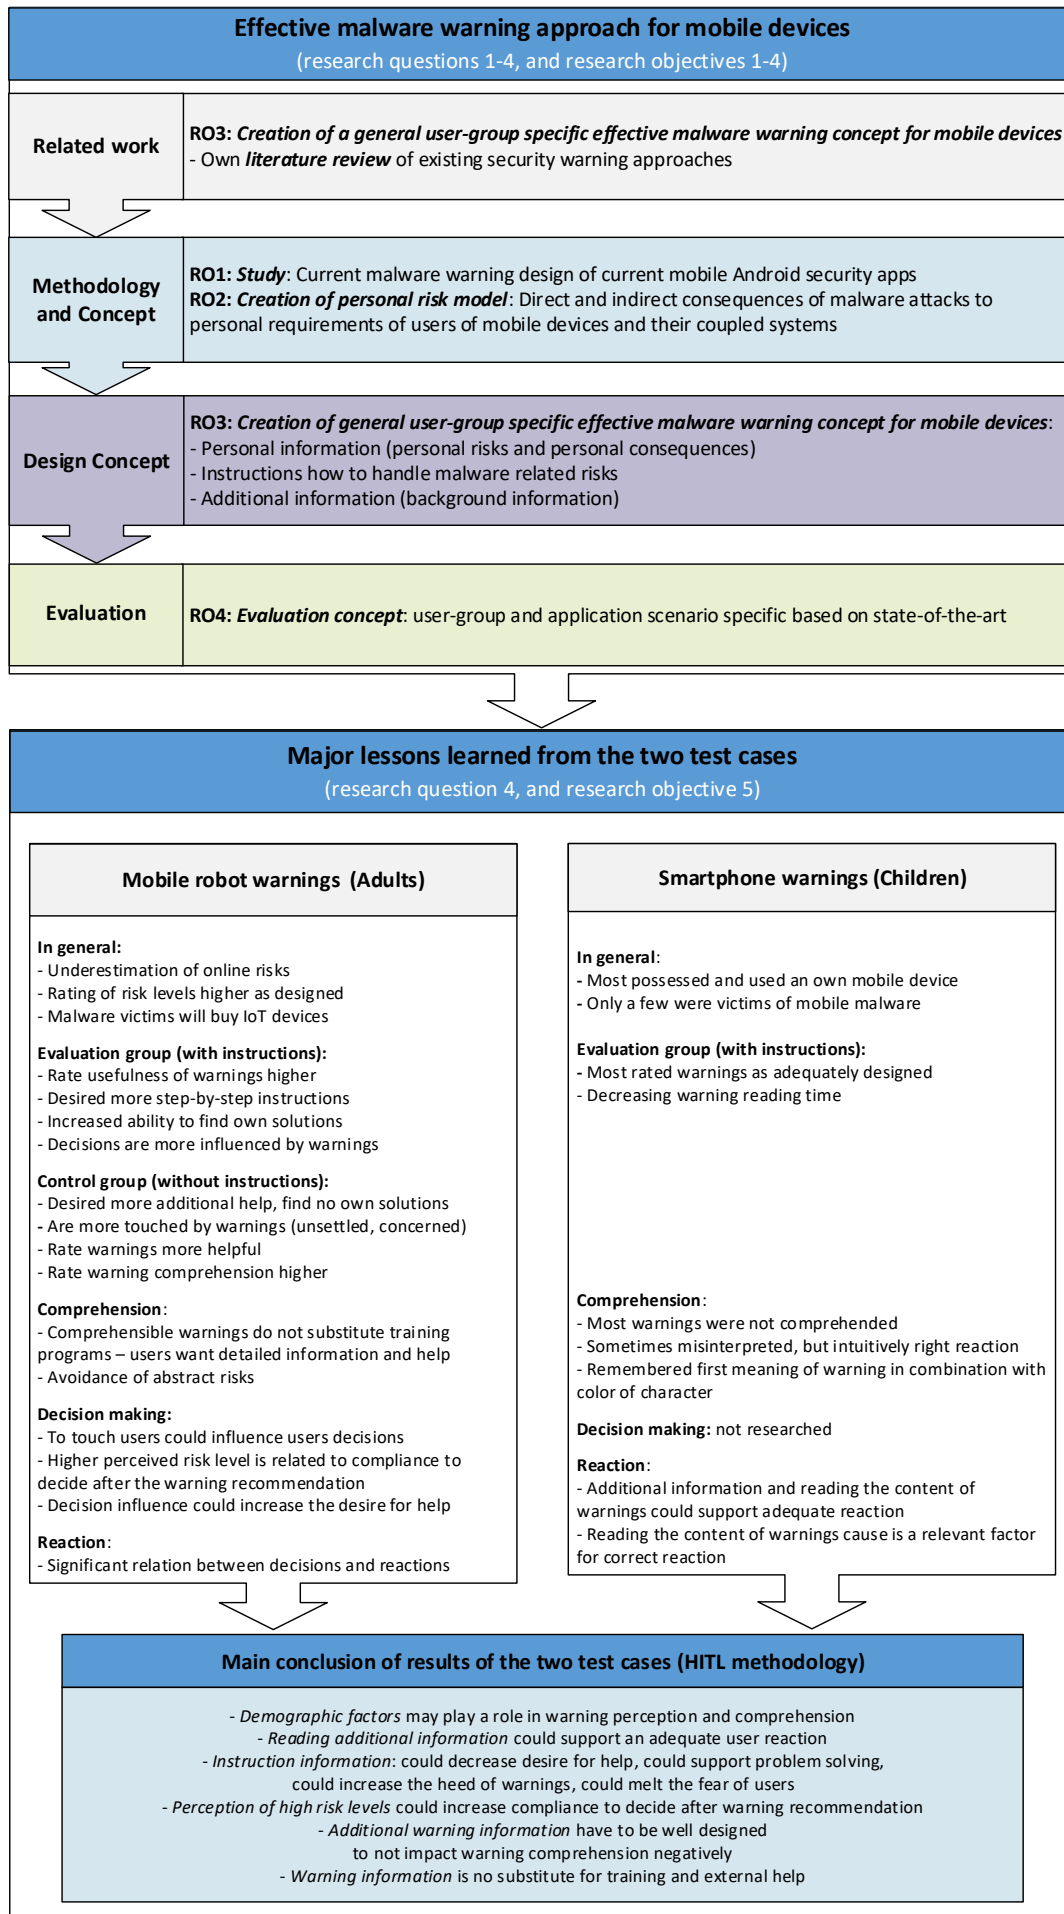 Effective malware warning approach for mobile devices
(research questions 1-4, and research objectives 1-4)
Related work
RO3: Creation of a general user-group specific effective malware warning concept for mobile devices
- Own literature review of existing security warning approaches
Methodology
and Concept
RO1: Study: Current malware warning design of current mobile Android security apps
RO2: Creation of personal risk model: Direct and indirect consequences of malware attacks to
personal requirements of users of mobile devices and their coupled systems
Design Concept
RO3: Creation of general user-group specific effective malware warning concept for mobile devices:
- Personal information (personal risks and personal consequences)
- Instructions how to handle malware related risks
- Additional information (background information)
Evaluation
RO4: Evaluation concept: user-group and application scenario specific based on state-of-the-art
Major lessons learned from the two test cases
(research question 4, and research objective 5)
Mobile robot warnings (Adults)
In general:
- Underestimation of online risks
- Rating of risk levels higher as designed
- Malware victims will buy IoT devices
Evaluation group (with instructions):
- Rate usefulness of warnings higher
- Desired more step-by-step instructions
- Increased ability to find own solutions
- Decisions are more influenced by warnings
Control group (without instructions):
- Desired more additional help, find no own solutions
- Are more touched by warnings (unsettled, concerned)
- Rate warnings more helpful
- Rate warning comprehension higher
Comprehension:
- Comprehensible warnings do not substitute training
programs – users want detailed information and help
- Avoidance of abstract risks
Decision making:
- To touch users could influence users decisions
- Higher perceived risk level is related to compliance to
decide after the warning recommendation
- Decision influence could increase the desire for help
Reaction:
- Significant relation between decisions and reactions
Smartphone warnings (Children)
In general:
- Most possessed and used an own mobile device
- Only a few were victims of mobile malware
Evaluation group (with instructions):
- Most rated warnings as adequately designed
- Decreasing warning reading time
Comprehension:
- Most warnings were not comprehended
- Sometimes misinterpreted, but intuitively right reaction
- Remembered first meaning of warning in combination with
color of character
Decision making: not researched
Reaction:
- Additional information and reading the content of
warnings could support adequate reaction
- Reading the content of warnings cause is a relevant factor
for correct reaction
Main conclusion of results of the two test cases (HITL methodology)
- Demographic factors may play a role in warning perception and comprehension
- Reading additional information could support an adequate user reaction
- Instruction information: could decrease desire for help, could support problem solving,
could increase the heed of warnings, could melt the fear of users
- Perception of high risk levels could increase compliance to decide after warning recommendation
- Additional warning information have to be well designed
to not impact warning comprehension negatively
- Warning information is no substitute for training and external help